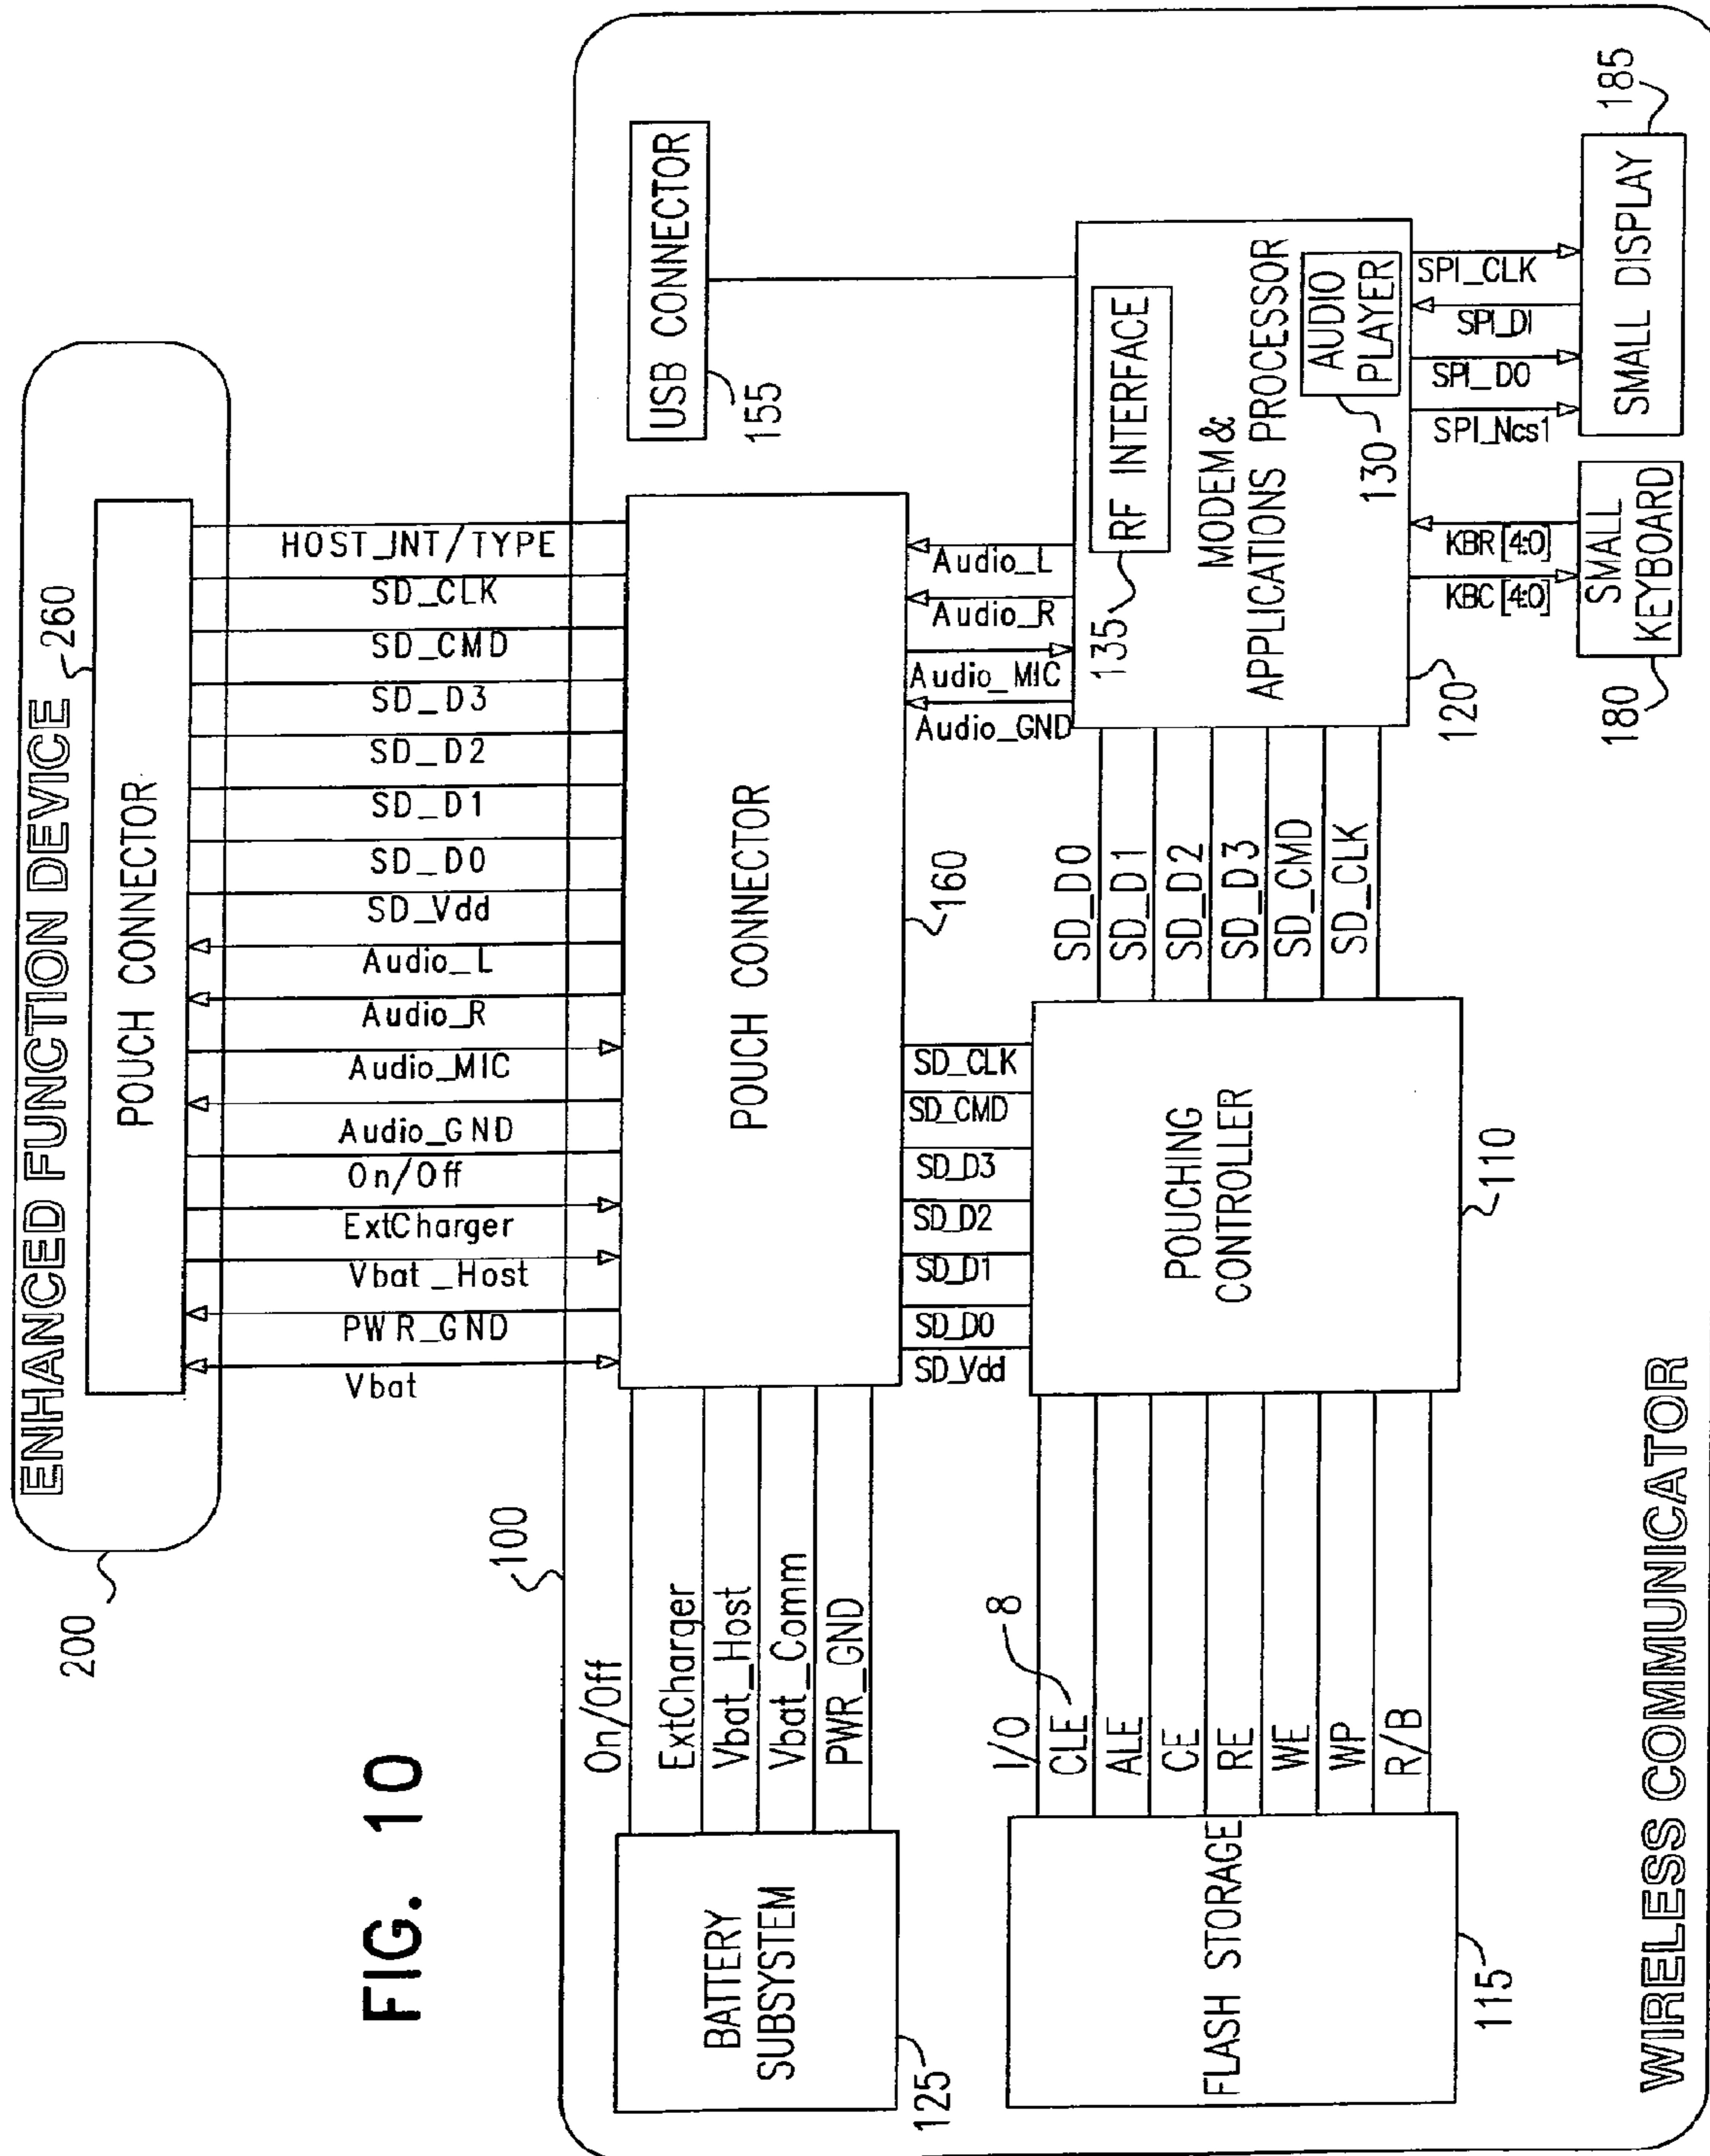 FIG. 10
200
ENHANCED FUNCTION DEVICE
260
POUCH CONNECTOR
Vbat
PWR_GND
Vbat_Host
ExtCharger
On/Off
Audio_GND
Audio_MIC
Audio_R
Audio_L
SD_Vdd
SD_D0
SD_D1
SD_D2
SD_D3
SD_CMD
SD_CLK
HOST_INT/TYPE
100
BATTERY
SUBSYSTEM
125
On/Off
ExtCharger
Vbat_Host
Vbat_Comm
PWR_GND
POUCH CONNECTOR
160
USB CONNECTOR
155
SD_Vdd
SD_D0
SD_D1
SD_D2
SD_D3
SD_CMD
SD_CLK
Audio_GND
Audio_MIC
Audio_R
Audio_L
FLASH STORAGE
115
I/O
8
CLE
ALE
CE
RE
WE
WP
R/B
POUCHING
CONTROLLER
110
SD_D0
SD_D1
SD_D2
SD_D3
SD_CMD
SD_CLK
135
RF INTERFACE
MODEM &
APPLICATIONS PROCESSOR
130
AUDIO
PLAYER
120
KBC [4:0]
KBR [4:0]
SPI_Ncs1
SPI_D0
SPI_DI
SPI_CLK
180
SMALL
KEYBOARD
SMALL DISPLAY
185
WIRELESS COMMUNICATOR